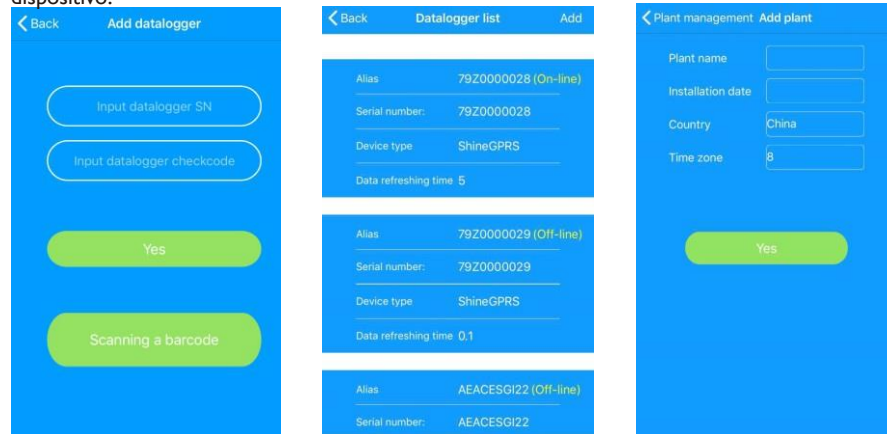 dispositivo.
Back Add datalogger
Input datalogger SN
Input datalogger checkcode
Yes
Scanning a barcode
Back Datalogger list Add
Alias 79Z0000028 (On-line)
Serial number: 79Z0000028
Device type ShineGPRS
Data refreshing time 5
Alias 79Z0000029 (Off-line)
Serial number: 79Z0000029
Device type ShineGPRS
Data refreshing time 0.1
Alias AEACESGI22 (Off-line)
Serial number: AEACESGI22
Plant management Add plant
Plant name
Installation date
Country China
Time zone 8
Yes